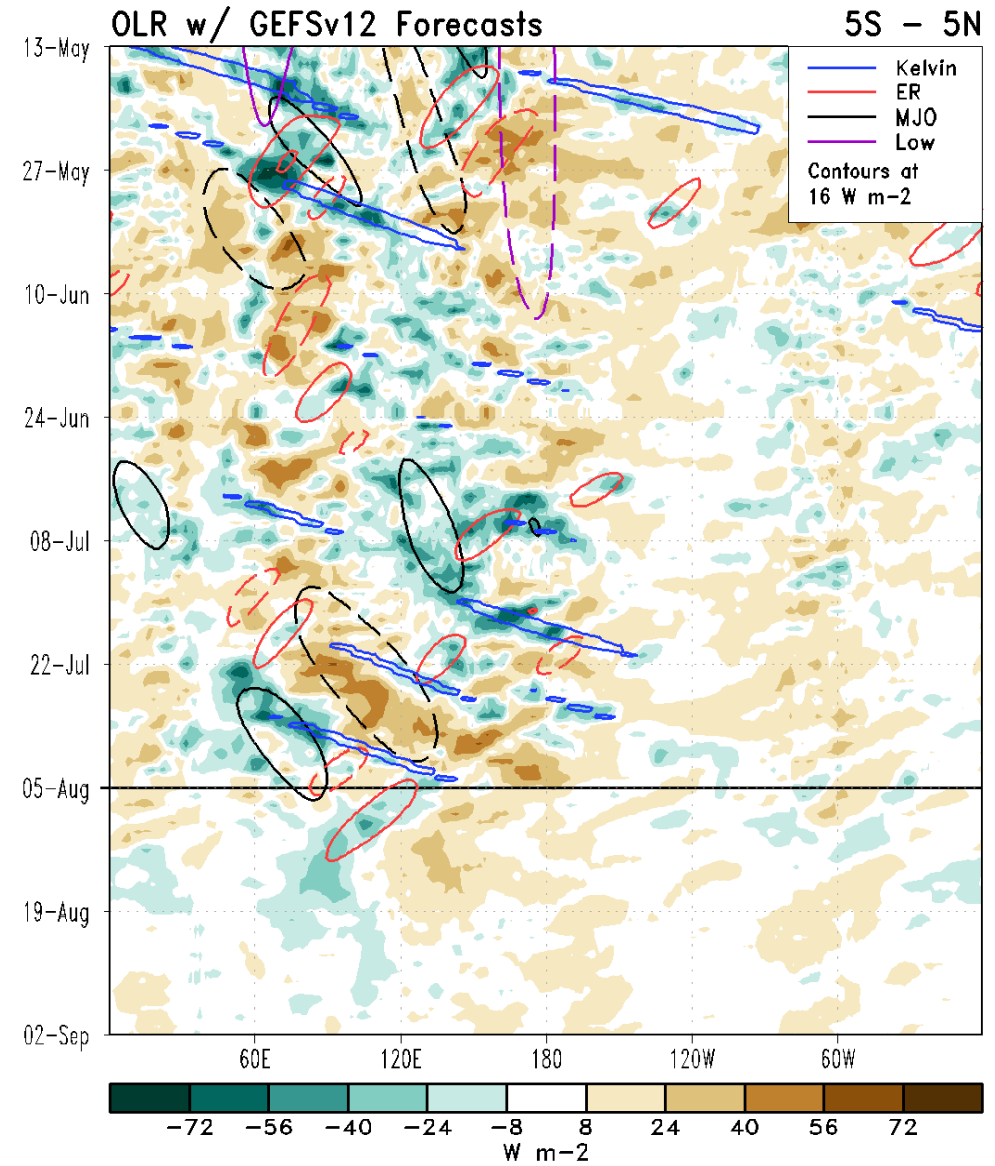 OLR w/ GEFSv12 Forecasts 5S - 5N
13-May
Kelvin
ER
MJO
Low
Contours at
16 W m-2
27-May
10-Jun
24-Jun
08-Jul
22-Jul
05-Aug
19-Aug
02-Sep
60E 120E 180 120W 60W
-72 -56 -40 -24 -8 8 24 40 56 72
W m-2